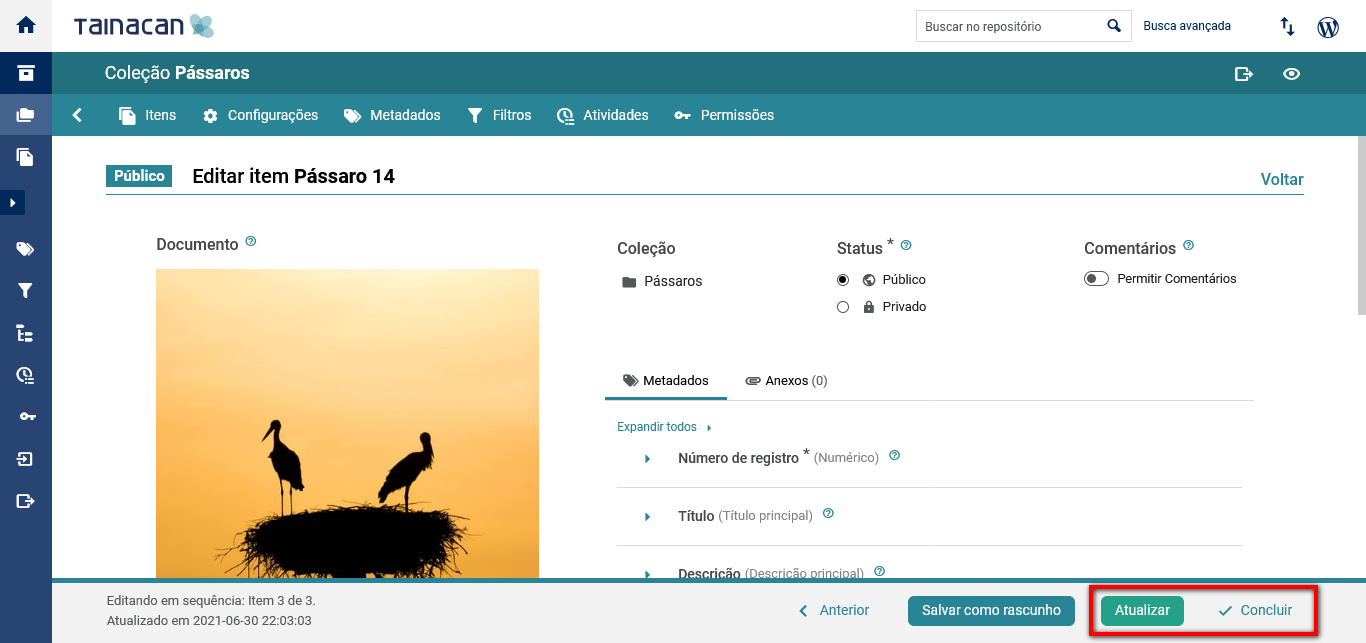 TAINACAN
Buscar no repositório
Busca avançada
Coleção Pássaros
Itens
Configurações
Metadados
Filtros
Atividades
Permissões
Público
Editar item Pássaro 14
Voltar
Documento
Coleção
Pássaros
Status *
Público
Privado
Comentários
Permitir Comentários
Metadados
Anexos (0)
Expandir todos
Número de registro * (Numérico)
Título (Título principal)
Descrição (Descrição principal)
Editando em sequência: Item 3 de 3.
Atualizado em 2021-06-30 22:03:03
Anterior
Salvar como rascunho
Atualizar
Concluir